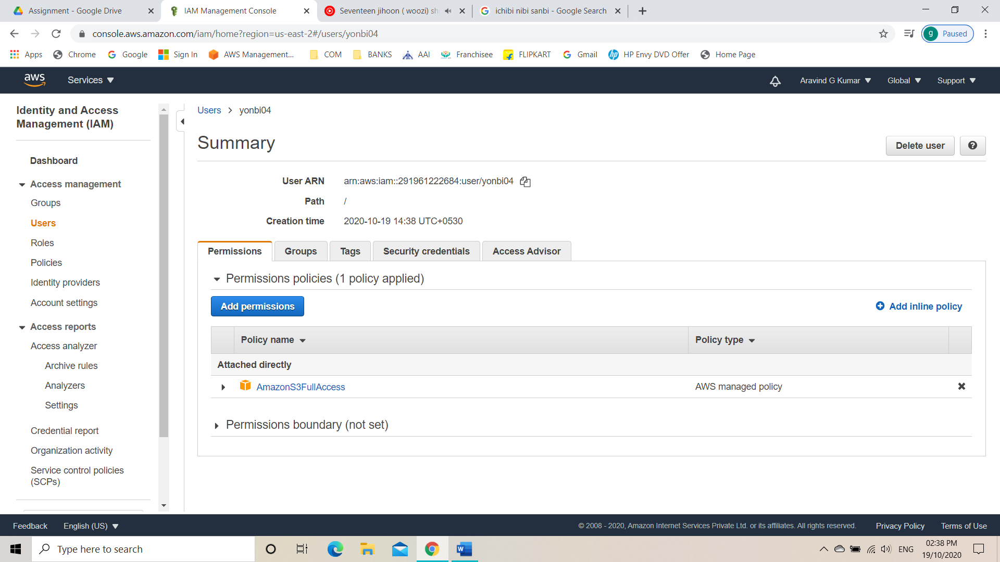 Assignment - Google Drive
IAM Management Console
Seventeen jihoon ( woozi) sh
ichibi nibi sanbi - Google Search
console.aws.amazon.com/iam/home?region=us-east-2#/users/yonbi04
g Paused
Apps Chrome Google Sign In AWS Management... COM BANKS AAI Franchisee FLIPKART Gmail HP Envy DVD Offer Home Page
aws Services Aravind G Kumar Global Support
Identity and Access
Management (IAM)
Dashboard
Access management
Groups
Users
Roles
Policies
Identity providers
Account settings
Access reports
Access analyzer
Archive rules
Analyzers
Settings
Credential report
Organization activity
Service control policies
(SCPs)
Users > yonbi04
Summary
Delete user
User ARN arn:aws:iam::291961222684:user/yonbi04
Path /
Creation time 2020-10-19 14:38 UTC+0530
Permissions Groups Tags Security credentials Access Advisor
Permissions policies (1 policy applied)
Add permissions
Add inline policy
Policy name Policy type
Attached directly
AmazonS3FullAccess AWS managed policy
Permissions boundary (not set)
Feedback English (US) © 2008 - 2020, Amazon Internet Services Private Ltd. or its affiliates. All rights reserved. Privacy Policy Terms of Use
Type here to search
ENG
02:38 PM
19/10/2020